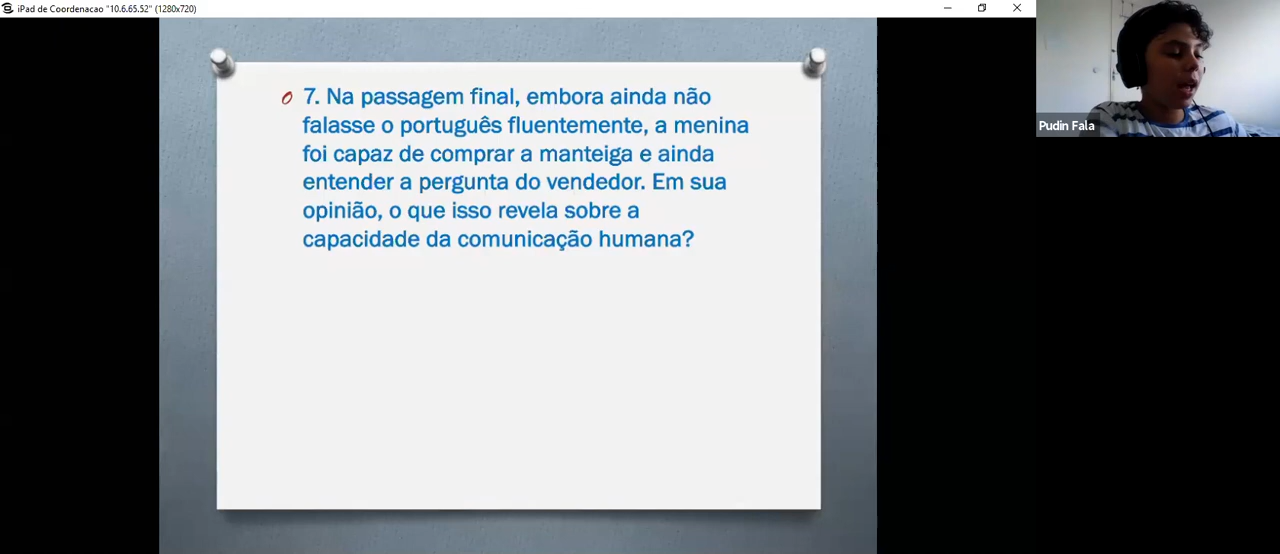 iPad de Coordenacao "10.6.65.52" (1280x720)
7. Na passagem final, embora ainda não
falasse o português fluentemente, a menina
foi capaz de comprar a manteiga e ainda
entender a pergunta do vendedor. Em sua
opinião, o que isso revela sobre a
capacidade da comunicação humana?
Pudin Fala